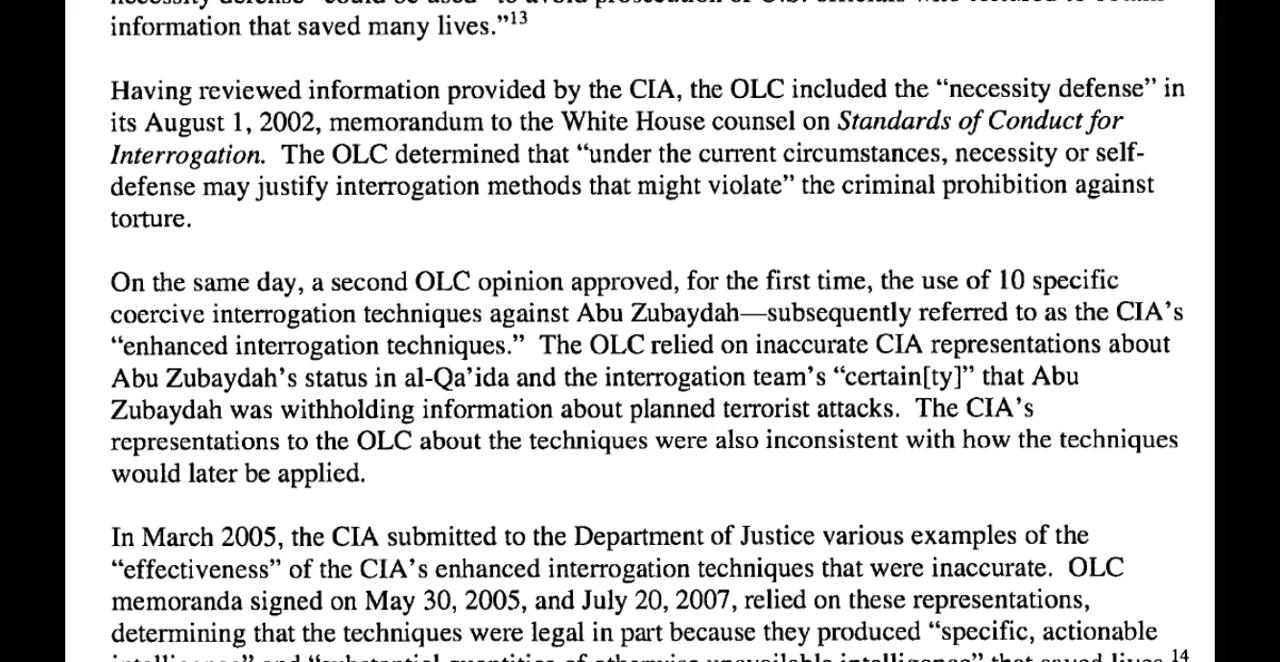 information that saved many lives.”13
Having reviewed information provided by the CIA, the OLC included the “necessity defense” in
its August 1, 2002, memorandum to the White House counsel on Standards of Conduct for
Interrogation. The OLC determined that “under the current circumstances, necessity or self-
defense may justify interrogation methods that might violate” the criminal prohibition against
torture.
On the same day, a second OLC opinion approved, for the first time, the use of 10 specific
coercive interrogation techniques against Abu Zubaydah—subsequently referred to as the CIA’s
“enhanced interrogation techniques.” The OLC relied on inaccurate CIA representations about
Abu Zubaydah’s status in al-Qa’ida and the interrogation team’s “certain[ty]” that Abu
Zubaydah was withholding information about planned terrorist attacks. The CIA’s
representations to the OLC about the techniques were also inconsistent with how the techniques
would later be applied.
In March 2005, the CIA submitted to the Department of Justice various examples of the
“effectiveness” of the CIA’s enhanced interrogation techniques that were inaccurate. OLC
memoranda signed on May 30, 2005, and July 20, 2007, relied on these representations,
determining that the techniques were legal in part because they produced “specific, actionable
14